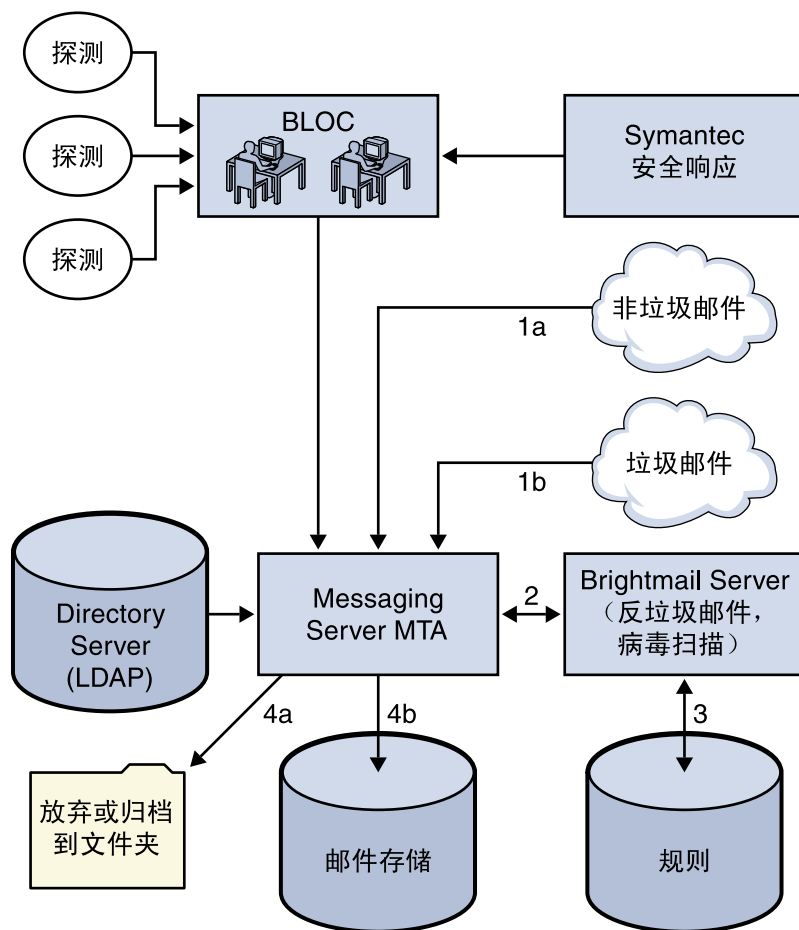 探测
探测
探测
BLOC
Symantec
安全响应
非垃圾邮件
1a
垃圾邮件
1b
Directory
Server
(LDAP)
Messaging
Server MTA
2
Brightmail Server
（反垃圾邮件，
病毒扫描）
4a
4b
3
放弃或归档
到文件夹
邮件存储
规则